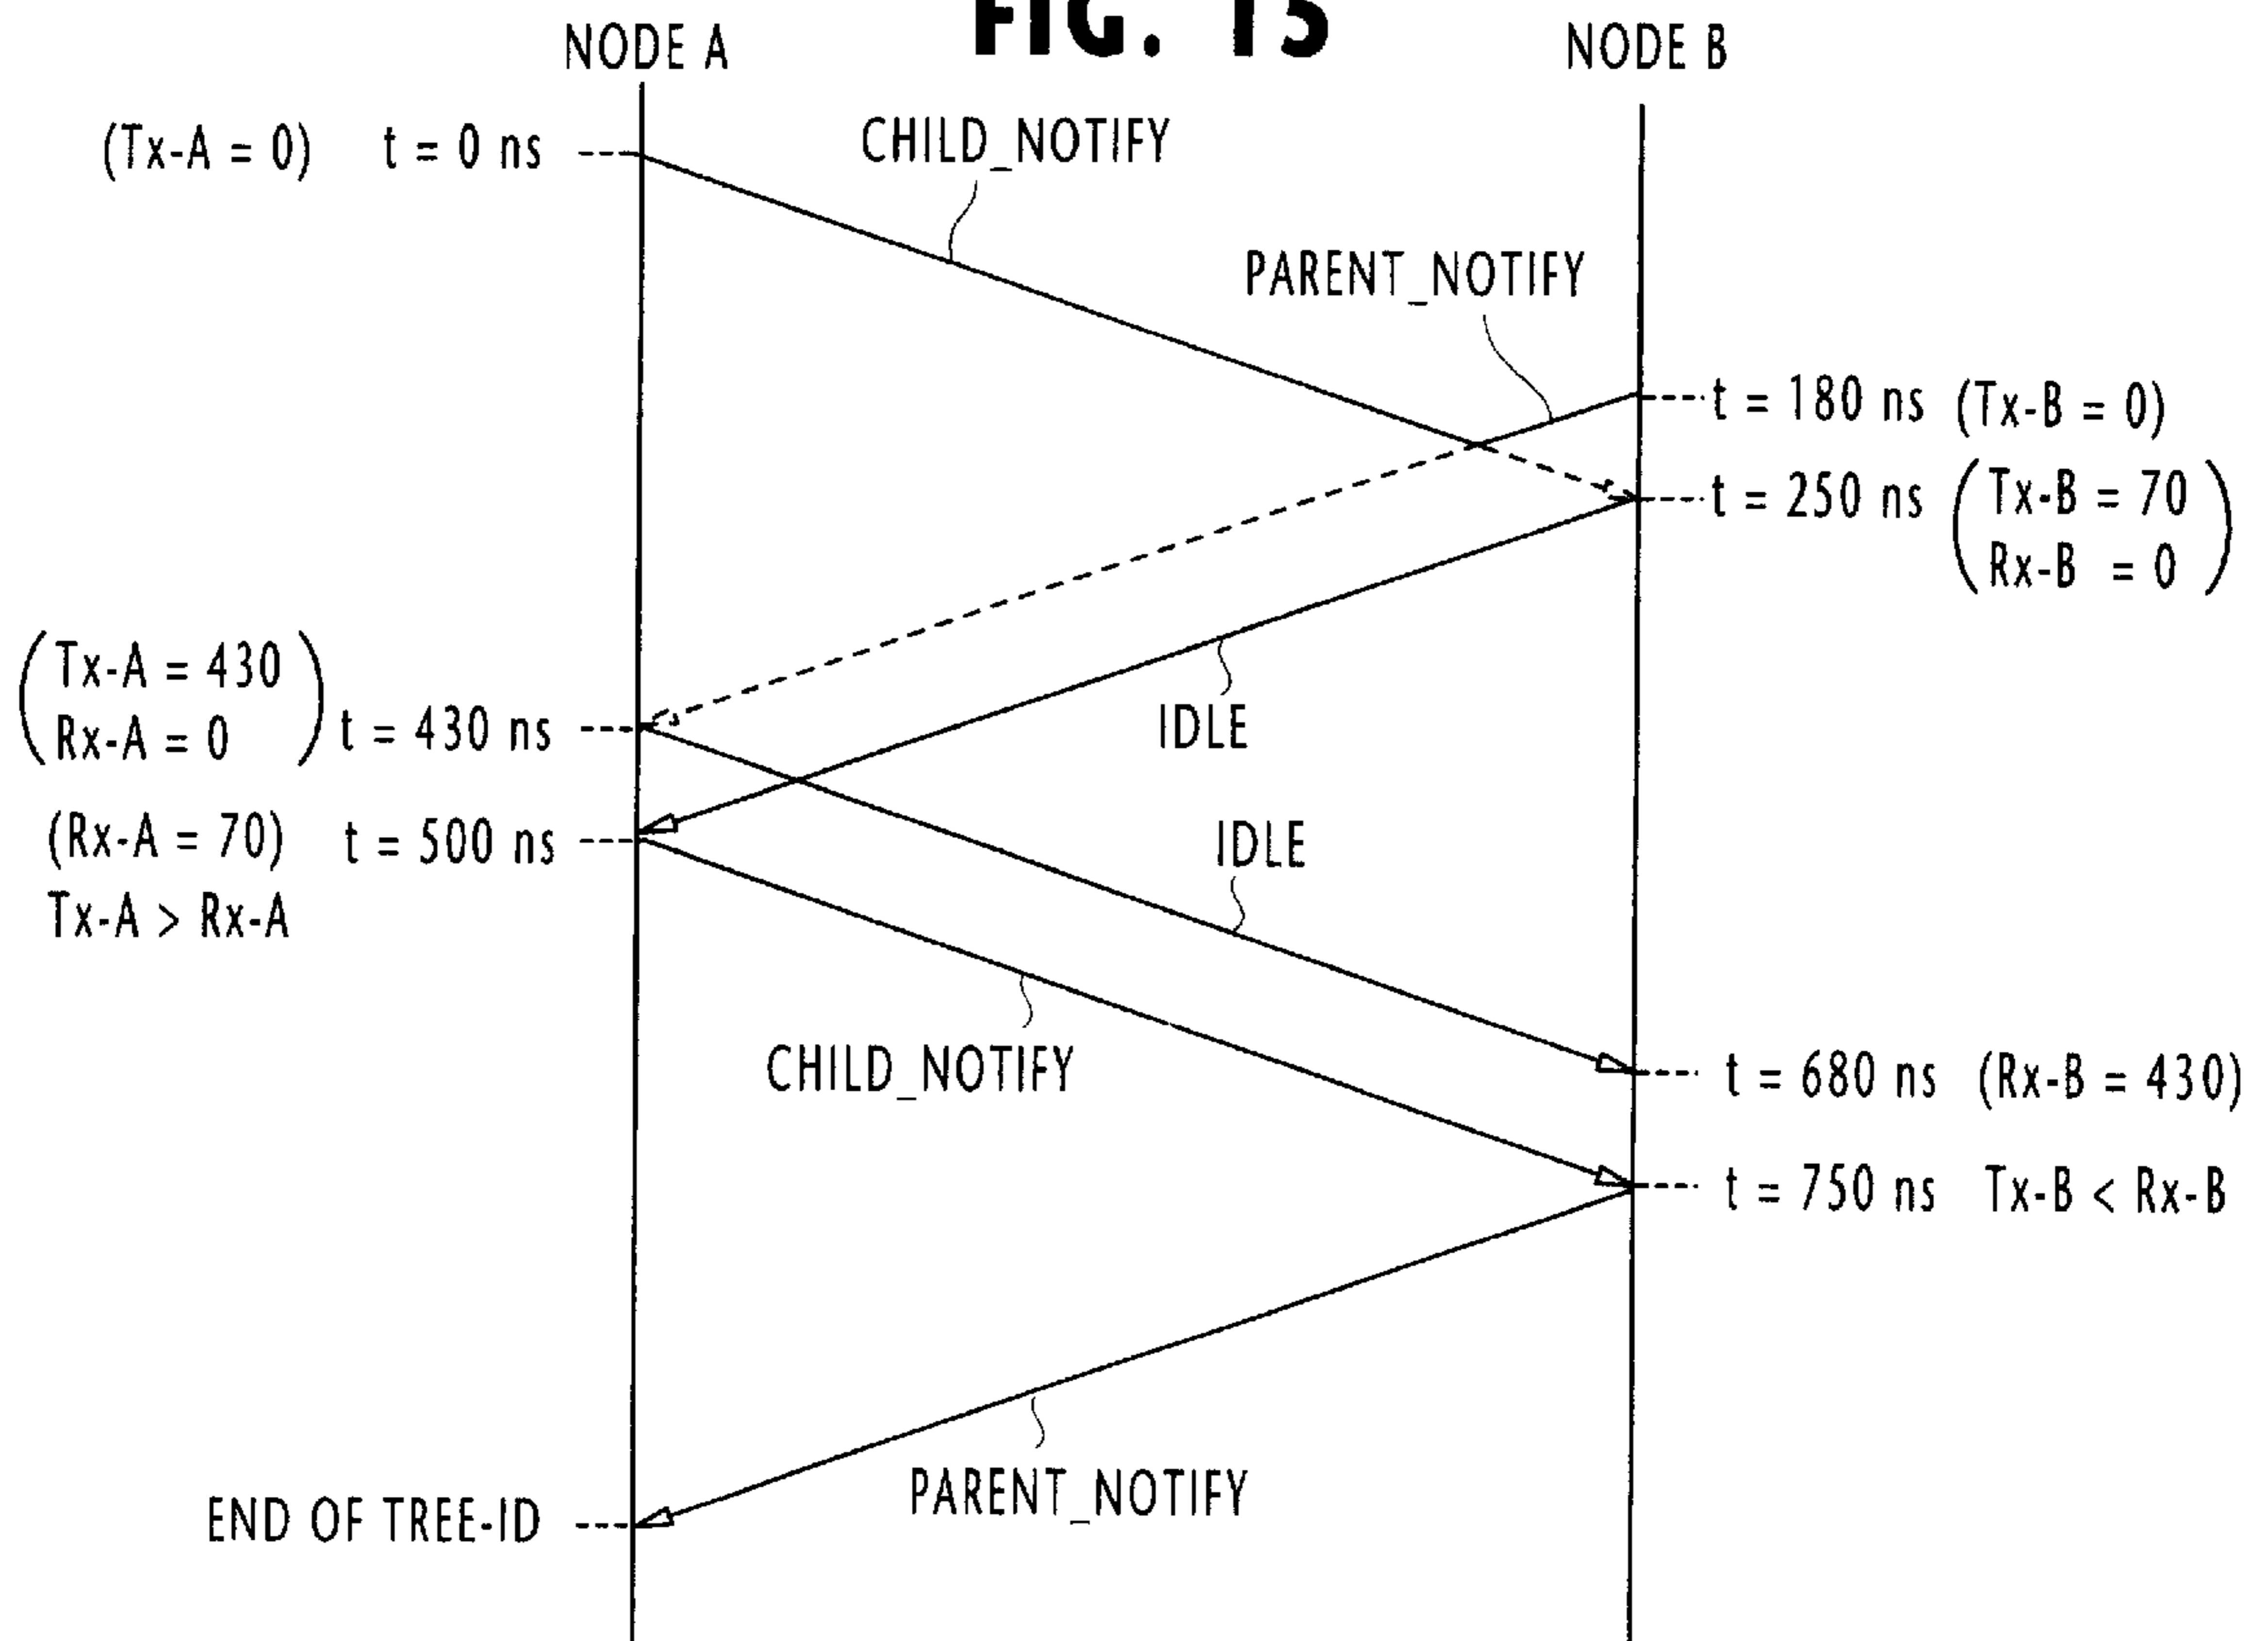 FIG.
NODE A
NODE B
(Tx-A = 0) t = 0 ns
CHILD_NOTIFY
PARENT_NOTIFY
t = 180 ns (Tx-B = 0)
t = 250 ns (Tx-B = 70
Rx-B = 0)
(Tx-A = 430
Rx-A = 0) t = 430 ns
IDLE
(Rx-A = 70) t = 500 ns
Tx-A > Rx-A
IDLE
CHILD_NOTIFY
t = 680 ns (Rx-B = 430)
t = 750 ns Tx-B < Rx-B
PARENT_NOTIFY
END OF TREE-ID